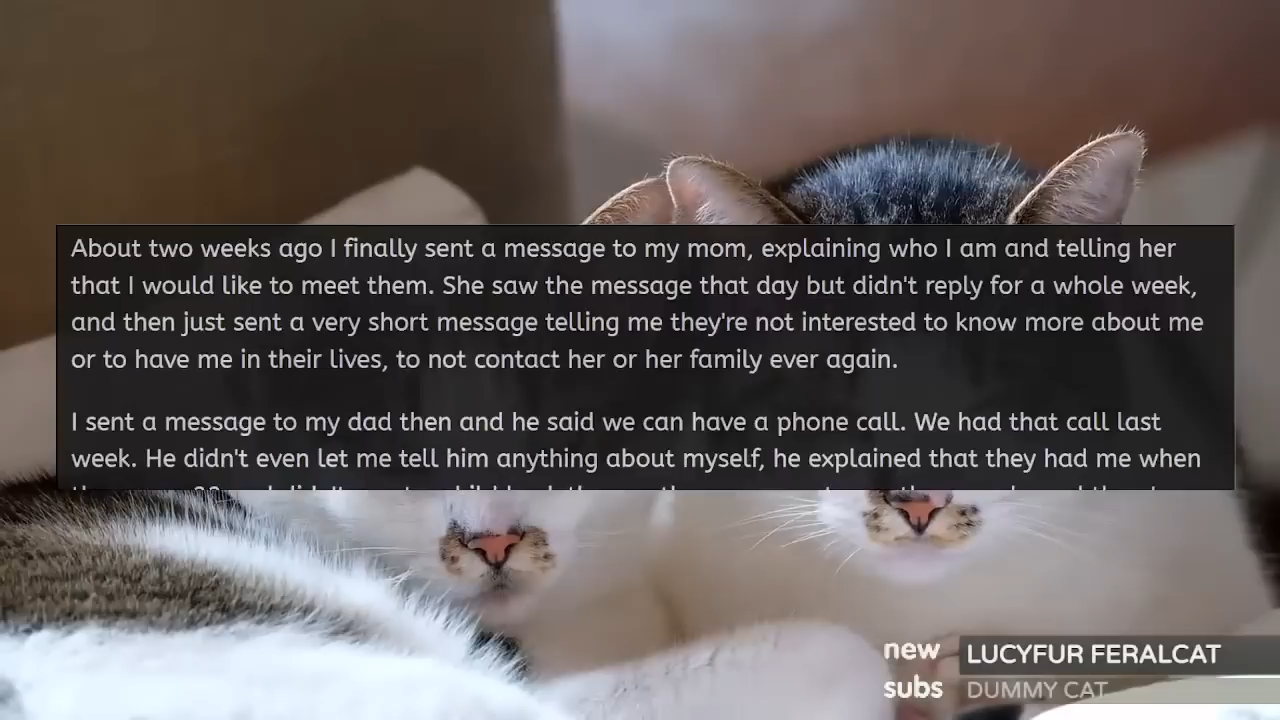 About two weeks ago I finally sent a message to my mom, explaining who I am and telling her
that I would like to meet them. She saw the message that day but didn't reply for a whole week,
and then just sent a very short message telling me they're not interested to know more about me
or to have me in their lives, to not contact her or her family ever again.
I sent a message to my dad then and he said we can have a phone call. We had that call last
week. He didn't even let me tell him anything about myself, he explained that they had me when
new
LUCYFUR FERALCAT
subs
DUMMY CAT